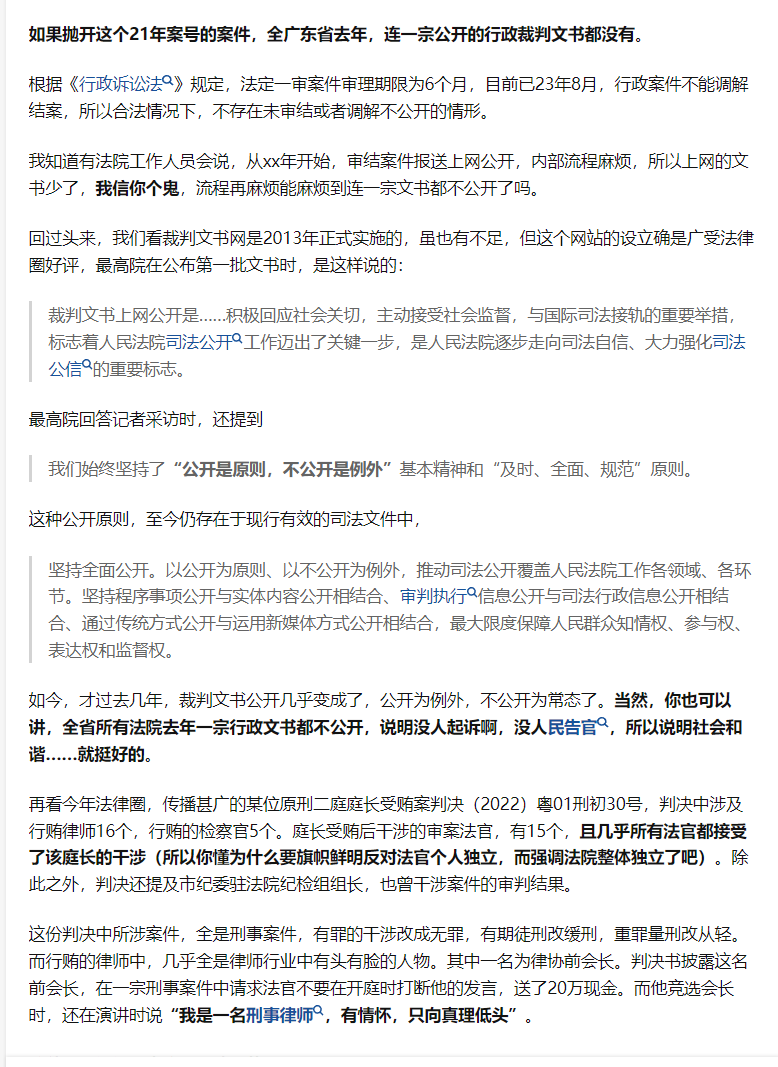 如果抛开这个21年案号的案件，全广东省去年，连一宗公开的行政裁判文书都没有。
根据《行政诉讼法》规定，法定一审案件审理期限为6个月，目前已23年8月，行政案件不能调解
结案，所以合法情况下，不存在未审结或者调解不公开的情形。
我知道有法院工作人员会说，从xx年开始，审结案件报送上网公开，内部流程麻烦，所以上网的文
书少了，我信你个鬼，流程再麻烦能麻烦到连一宗文书都不公开了吗。
回过头来，我们看裁判文书网是2013年正式实施的，虽也有不足，但这个网站的设立确是广受法律
圈好评，最高院在公布第一批文书时，是这样说的：
裁判文书上网公开是......积极回应社会关切，主动接受社会监督，与国际司法接轨的重要举措，
标志着人民法院司法公开工作迈出了关键一步，是人民法院逐步走向司法自信、大力强化司法
公信的重要标志。
最高院回答记者采访时，还提到
我们始终坚持了“公开是原则，不公开是例外”基本精神和“及时、全面、规范”原则。
这种公开原则，至今仍存在于现行有效的司法文件中，
坚持全面公开。以公开为原则、以不公开为例外，推动司法公开覆盖人民法院工作各领域、各环
节。坚持程序事项公开与实体内容公开相结合、审判执行信息公开与司法行政信息公开相结
合、通过传统方式公开与运用新媒体方式公开相结合，最大限度保障人民群众知情权、参与权、
表达权和监督权。
如今，才过去几年，裁判文书公开几乎变成了，公开为例外，不公开为常态了。当然，你也可以
讲，全省所有法院去年一宗行政文书都不公开，说明没人起诉啊，没人民告官，所以说明社会和
谐......就挺好的。
再看今年法律圈，传播甚广的某位原刑二庭庭长受贿案判决（2022）粤01刑初30号，判决中涉及
行贿律师16个，行贿的检察官5个。庭长受贿后干涉的审案法官，有15个，且几乎所有法官都接受
了该庭长的干涉（所以你懂为什么要旗帜鲜明反对法官个人独立，而强调法院整体独立了吧）。除
此之外，判决还提及市纪委驻法院纪检组组长，也曾干涉案件的审判结果。
这份判决中所涉案件，全是刑事案件，有罪的干涉改成无罪，有期徒刑改缓刑，重罪量刑改从轻。
而行贿的律师中，几乎全是律师行业中有头有脸的人物。其中一名为律协前会长。判决书披露这名
前会长，在一宗刑事案件中请求法官不要在开庭时打断他的发言，送了20万现金。而他竞选会长
时，还在演讲时说“我是一名刑事律师，有情怀，只向真理低头”。